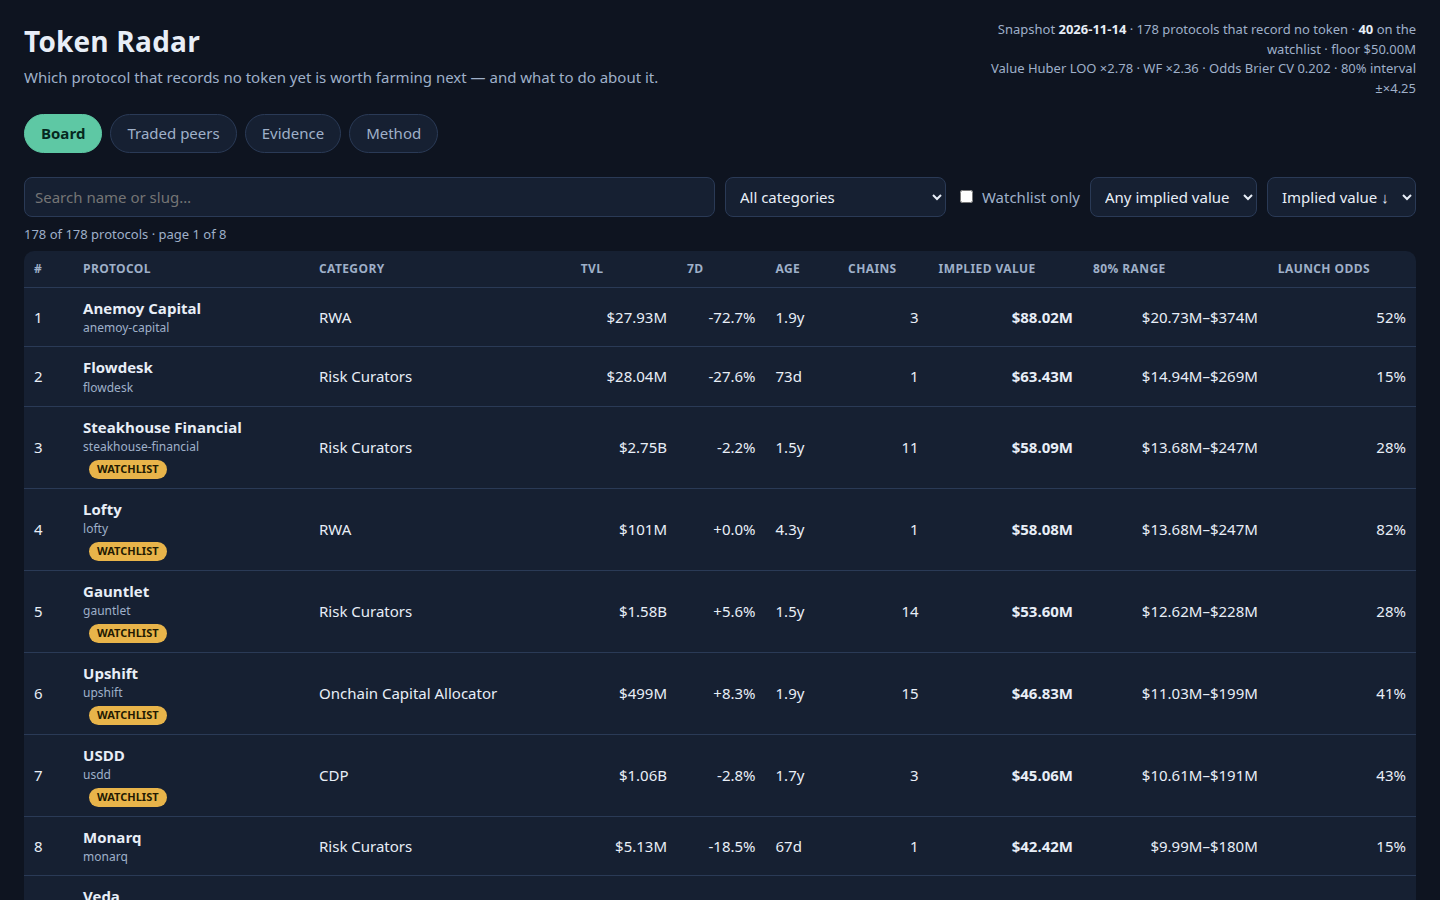 Token Radar
Which protocol that records no token yet is worth farming next — and what to do about it.
Snapshot 2026-11-14 · 178 protocols that record no token · 40 on the
watchlist · floor $50.00M
Value Huber LOO ×2.78 · WF ×2.36 · Odds Brier CV 0.202 · 80% interval
±×4.25
Board Traded peers Evidence Method
Search name or slug... All categories Watchlist only Any implied value Implied value ↓
178 of 178 protocols · page 1 of 8
# PROTOCOL CATEGORY TVL 7D AGE CHAINS IMPLIED VALUE 80% RANGE LAUNCH ODDS
1 Anemoy Capital RWA $27.93M -72.7% 1.9y 3 $88.02M $20.73M–$374M 52%
anemoy-capital
2 Flowdesk Risk Curators $28.04M -27.6% 73d 1 $63.43M $14.94M–$269M 15%
flowdesk
3 Steakhouse Financial Risk Curators $2.75B -2.2% 1.5y 11 $58.09M $13.68M–$247M 28%
steakhouse-financial
WATCHLIST
4 Lofty RWA $101M +0.0% 4.3y 1 $58.08M $13.68M–$247M 82%
lofty
WATCHLIST
5 Gauntlet Risk Curators $1.58B +5.6% 1.5y 14 $53.60M $12.62M–$228M 28%
gauntlet
WATCHLIST
6 Upshift Onchain Capital Allocator $499M +8.3% 1.9y 15 $46.83M $11.03M–$199M 41%
upshift
WATCHLIST
7 USDD CDP $1.06B -2.8% 1.7y 3 $45.06M $10.61M–$191M 43%
usdd
WATCHLIST
8 Monarq Risk Curators $5.13M -18.5% 67d 1 $42.42M $9.99M–$180M 15%
monarq
Veda